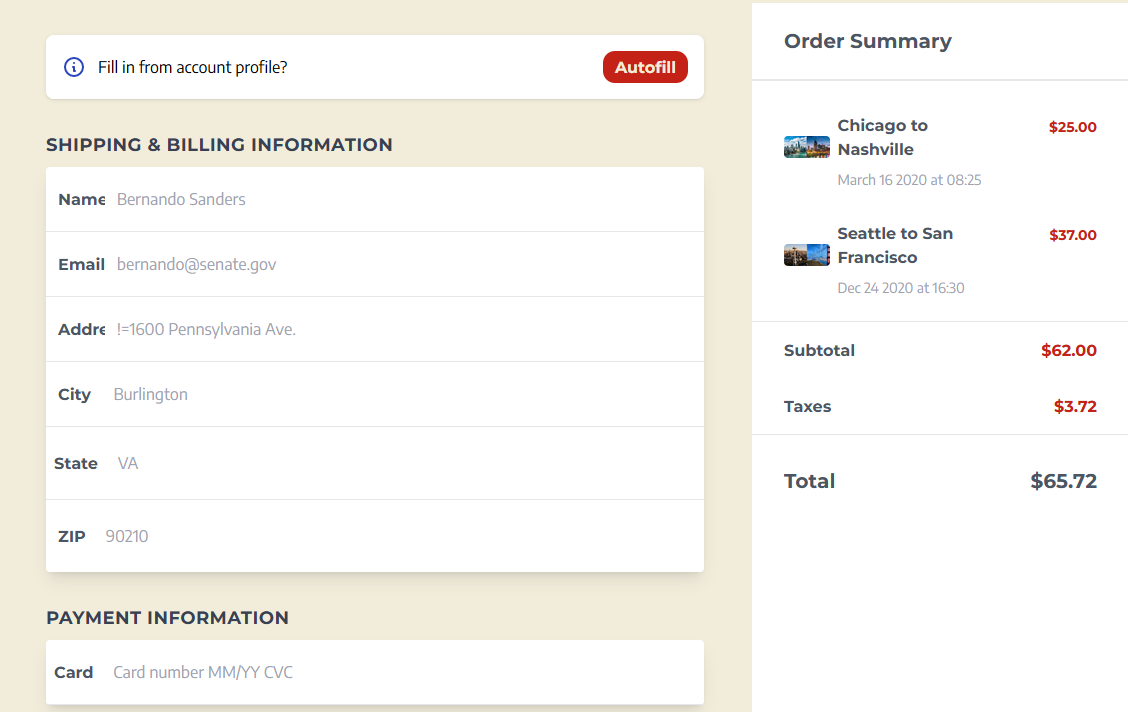 Fill in from account profile?
Autofill
SHIPPING & BILLING INFORMATION
Name Bernando Sanders
Email bernando@senate.gov
Addre !=1600 Pennsylvania Ave.
City Burlington
State VA
ZIP 90210
PAYMENT INFORMATION
Card Card number MM/YY CVC
Order Summary
Chicago to $25.00
Nashville
March 16 2020 at 08:25
Seattle to San $37.00
Francisco
Dec 24 2020 at 16:30
Subtotal $62.00
Taxes $3.72
Total $65.72